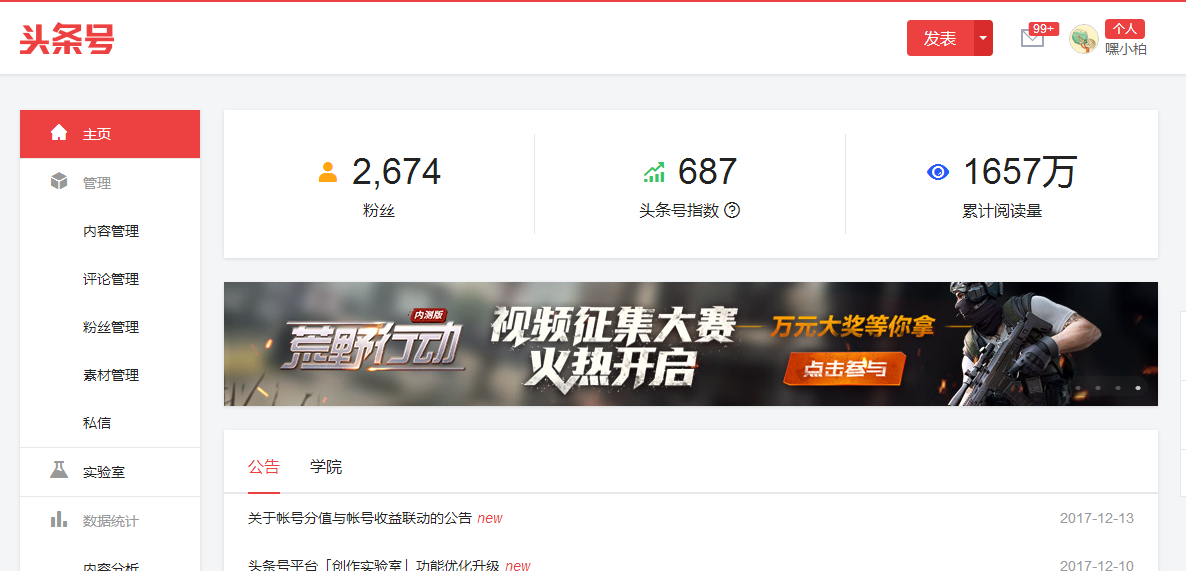 头条号
发表
99+
个人
嘿小柏
主页
管理
内容管理
评论管理
粉丝管理
素材管理
私信
实验室
数据统计
内容分析
2,674
粉丝
687
头条号指数
1657万
累计阅读量
荒野行动
内测版
视频征集大赛
火热开启
万元大奖等你拿
点击参与
公告
学院
关于帐号分值与帐号收益联动的公告 new
2017-12-13
头条号平台「创作实验室」功能优化升级 new
2017-12-10